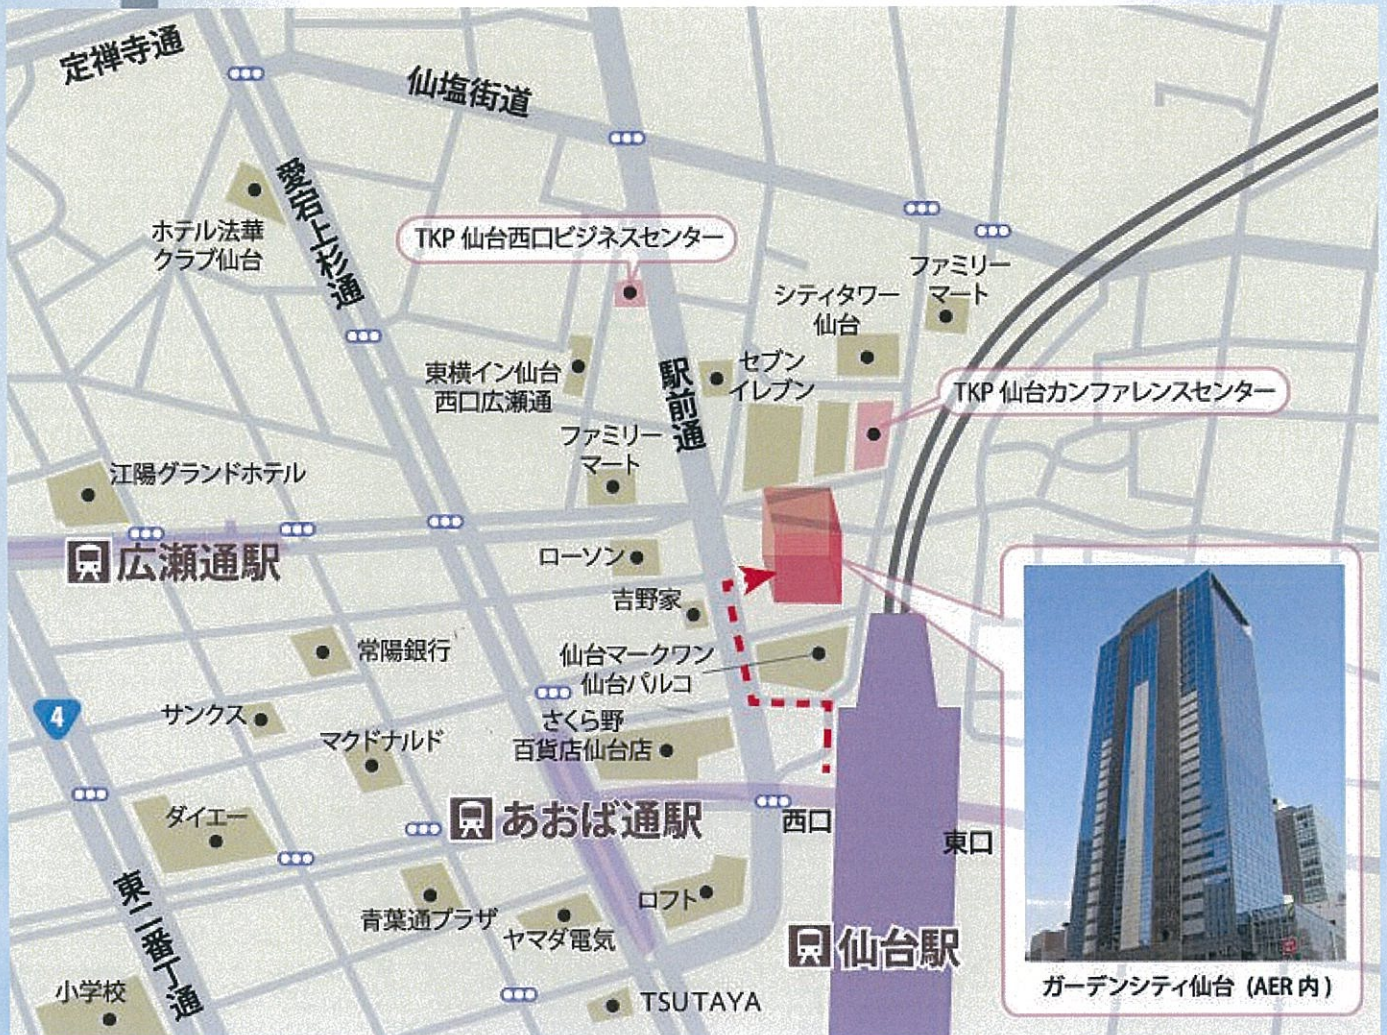 定禅寺通
仙塩街道
愛宕上杉通
ホテル法華
クラブ仙台
TKP 仙台西口ビジネスセンター
ファミリー
マート
シティタワー
仙台
東横イン仙台
西口広瀬通
駅前通
セブン
イレブン
TKP 仙台カンファレンスセンター
ファミリー
マート
江陽グランドホテル
広瀬通駅
ローソン
吉野家
常陽銀行
仙台マークワン
仙台パルコ
4
サンクス
さくら野
百貨店仙台店
マクドナルド
ダイエー
あおば通駅
西口
東口
東二番丁通
青葉通プラザ
ヤマダ電気
ロフト
仙台駅
小学校
TSUTAYA
ガーデンシティ仙台 (AER 内)